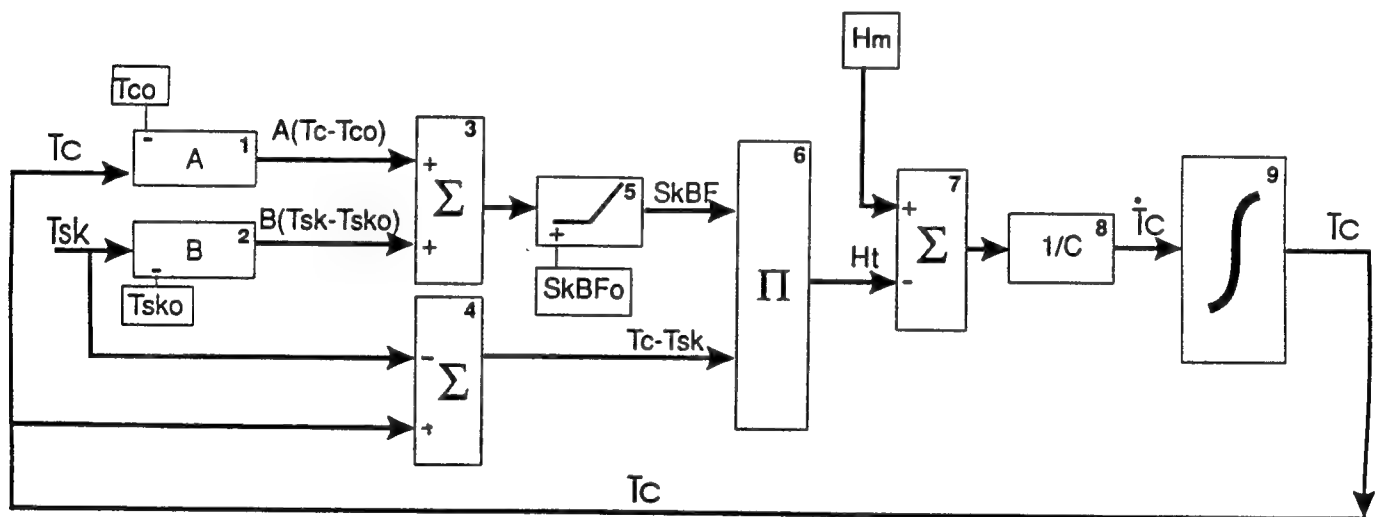 Hm
Tco
- A 1
A(Tc-Tco)
Tc
3
+
Σ
+
5
+
SkBFo
SkBF
6
Π
7
+
Σ
-
1/C 8
Ṫc
9
Tc
Tsk
B 2
-
Tsko
B(Tsk-Tsko)
Ht
4
-
Σ
+
Tc-Tsk
Tc